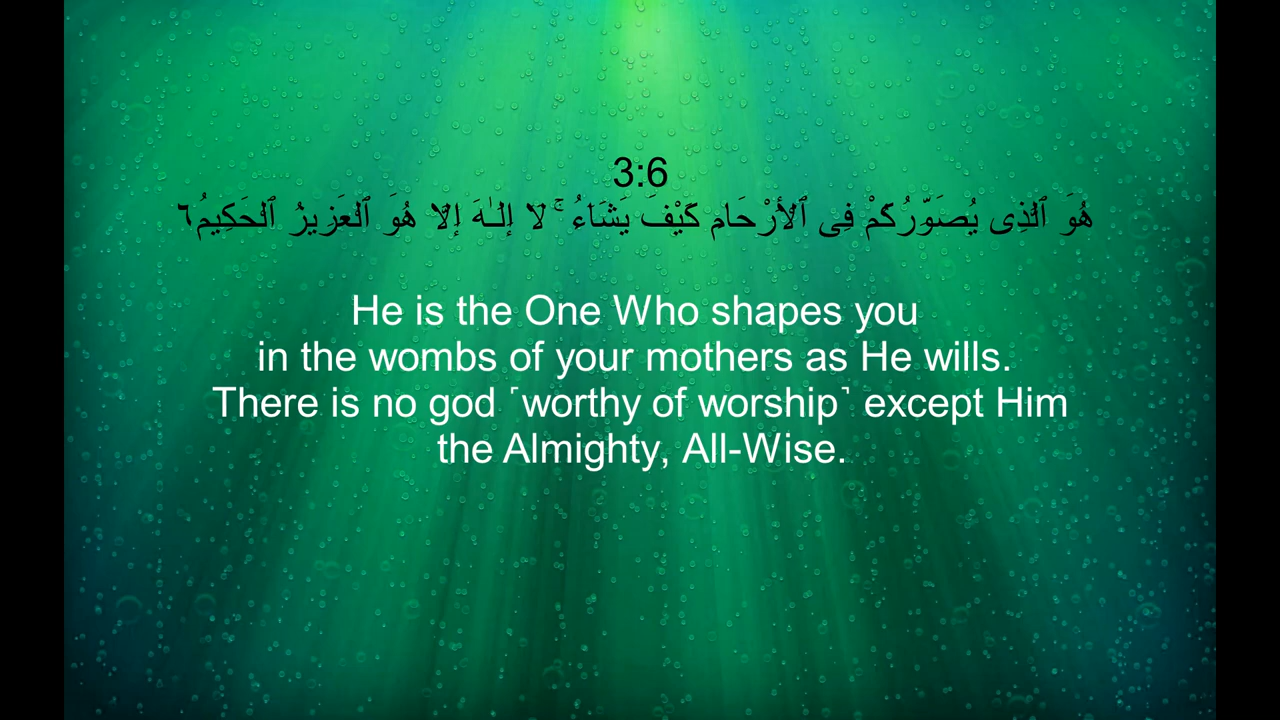 3:6
هُوَ ٱلَّذِى يُصَوِّرُكُمْ فِى ٱلْأَرْحَامِ كَيْفَ يَشَآءُ ۚ لَآ إِلَـٰهَ إِلَّا هُوَ ٱلْعَزِيزُ ٱلْحَكِيمُ ٦
He is the One Who shapes you
in the wombs of your mothers as He wills.
There is no god ˹worthy of worship˺ except Him
the Almighty, All-Wise.